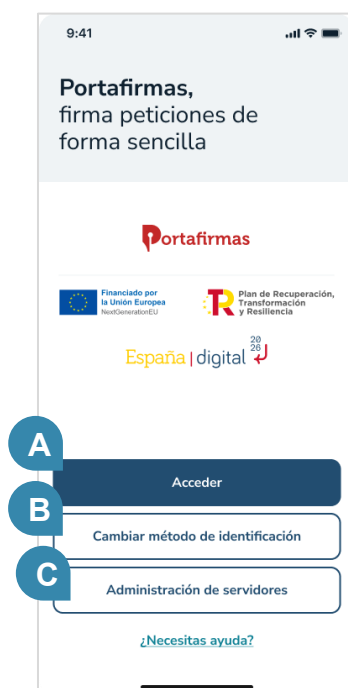 9:41
Portafirmas,
firma peticiones de
forma sencilla
Portafirmas
Financiado por
la Unión Europea
NextGenerationEU
Plan de Recuperación,
Transformación
y Resiliencia
España | digital 2026
A
Acceder
B
Cambiar método de identificación
C
Administración de servidores
¿Necesitas ayuda?